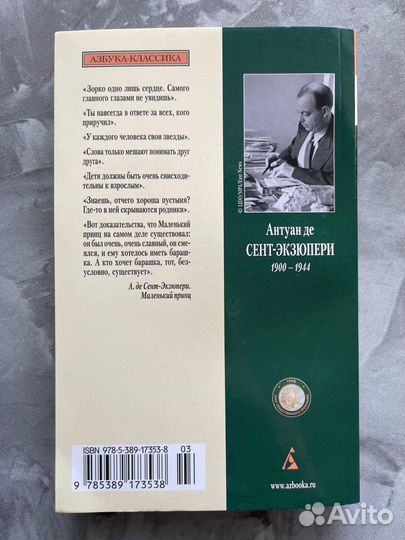 АЗБУКА-КЛАССИКА
«Зорко одно лишь сердце. Самого
главного глазами не увидишь».
«Ты навсегда в ответе за всех, кого
приручил».
«У каждого человека свои звезды».
«Слова только мешают понимать друг
друга».
«Дети должны быть очень снисходи-
тельны к взрослым».
«Знаешь, отчего хороша пустыня?
Где-то в ней скрываются родники».
«Вот доказательства, что Маленький
принц на самом деле существовал:
он был очень, очень славный, он сме-
ялся, и ему хотелось иметь бараш-
ка. А кто хочет барашка, тот, без-
условно, существует».
А. де Сент-Экзюпери.
Маленький принц
ISBN 978-5-389-17353-8
03
9 785389 173538
Антуан де
СЕНТ-ЭКЗЮПЕРИ
1900 – 1944
www.azbooka.ru
Avito